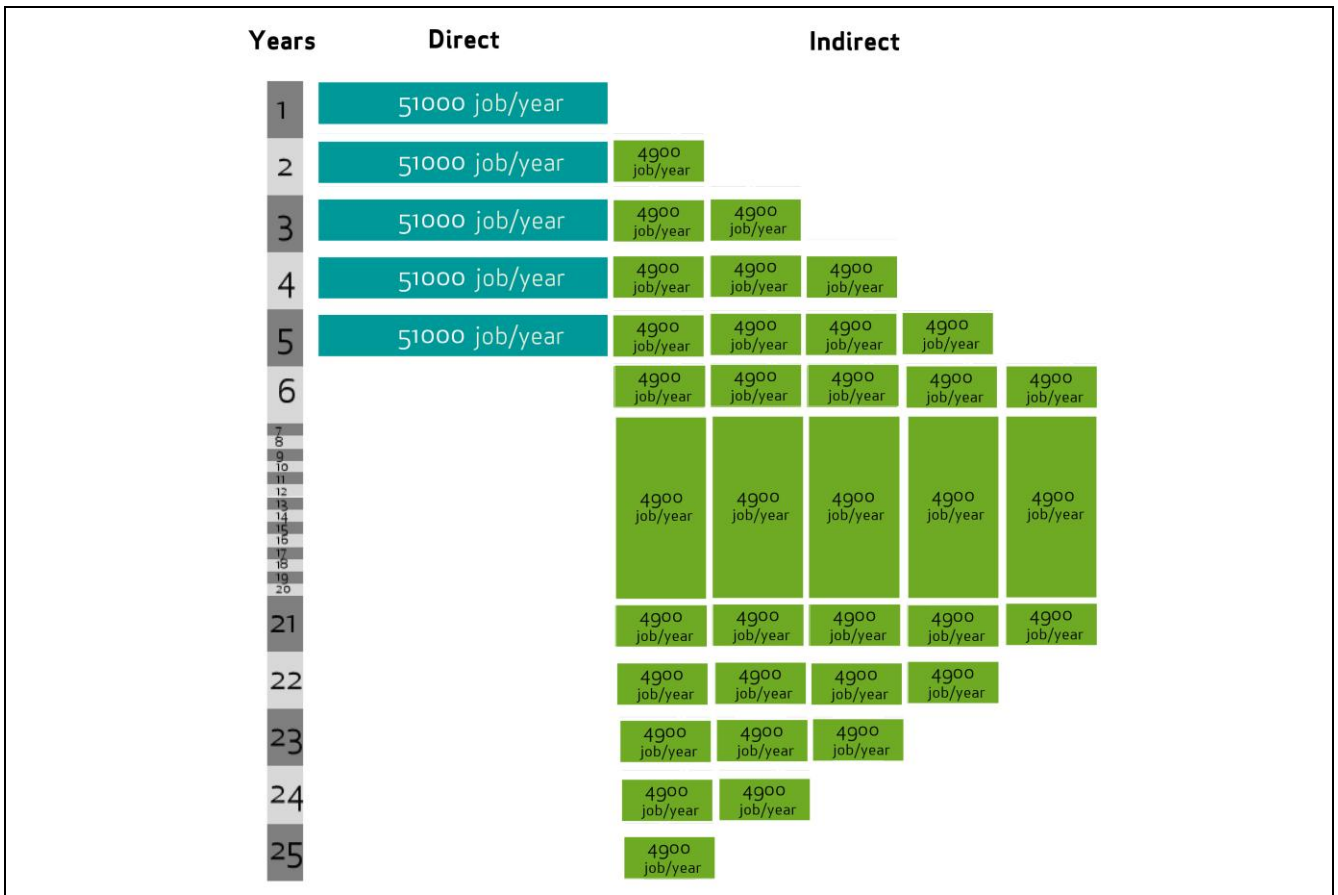 Years Direct Indirect
1 51000 job/year
2 51000 job/year 4900 job/year
3 51000 job/year 4900 job/year 4900 job/year
4 51000 job/year 4900 job/year 4900 job/year 4900 job/year
5 51000 job/year 4900 job/year 4900 job/year 4900 job/year 4900 job/year
6 4900 job/year 4900 job/year 4900 job/year 4900 job/year 4900 job/year
7
8
9
10
11
12
13
14
15
16
17
18
19
20
4900 job/year 4900 job/year 4900 job/year 4900 job/year 4900 job/year
21 4900 job/year 4900 job/year 4900 job/year 4900 job/year 4900 job/year
22 4900 job/year 4900 job/year 4900 job/year 4900 job/year
23 4900 job/year 4900 job/year 4900 job/year
24 4900 job/year 4900 job/year
25 4900 job/year